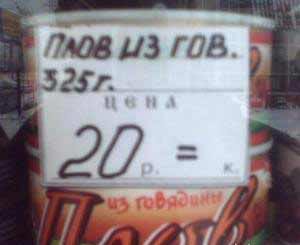 ПЛОВ ИЗ ГОВ.
325г.
ЦЕНА
20 р. = к.
из говядины
Плов